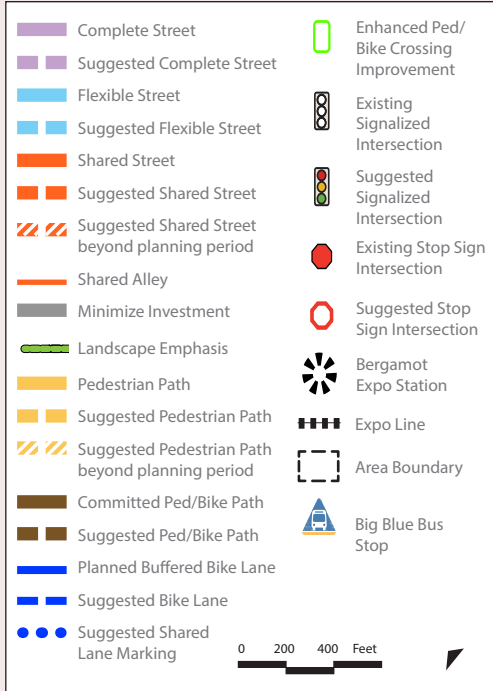 Complete Street
Suggested Complete Street
Flexible Street
Suggested Flexible Street
Shared Street
Suggested Shared Street
Suggested Shared Street
beyond planning period
Shared Alley
Minimize Investment
Landscape Emphasis
Pedestrian Path
Suggested Pedestrian Path
Suggested Pedestrian Path
beyond planning period
Committed Ped/Bike Path
Suggested Ped/Bike Path
Planned Buffered Bike Lane
Suggested Bike Lane
Suggested Shared
Lane Marking
Enhanced Ped/
Bike Crossing
Improvement
Existing
Signalized
Intersection
Suggested
Signalized
Intersection
Existing Stop Sign
Intersection
Suggested Stop
Sign Intersection
Bergamot
Expo Station
Expo Line
Area Boundary
Big Blue Bus
Stop
0 200 400 Feet